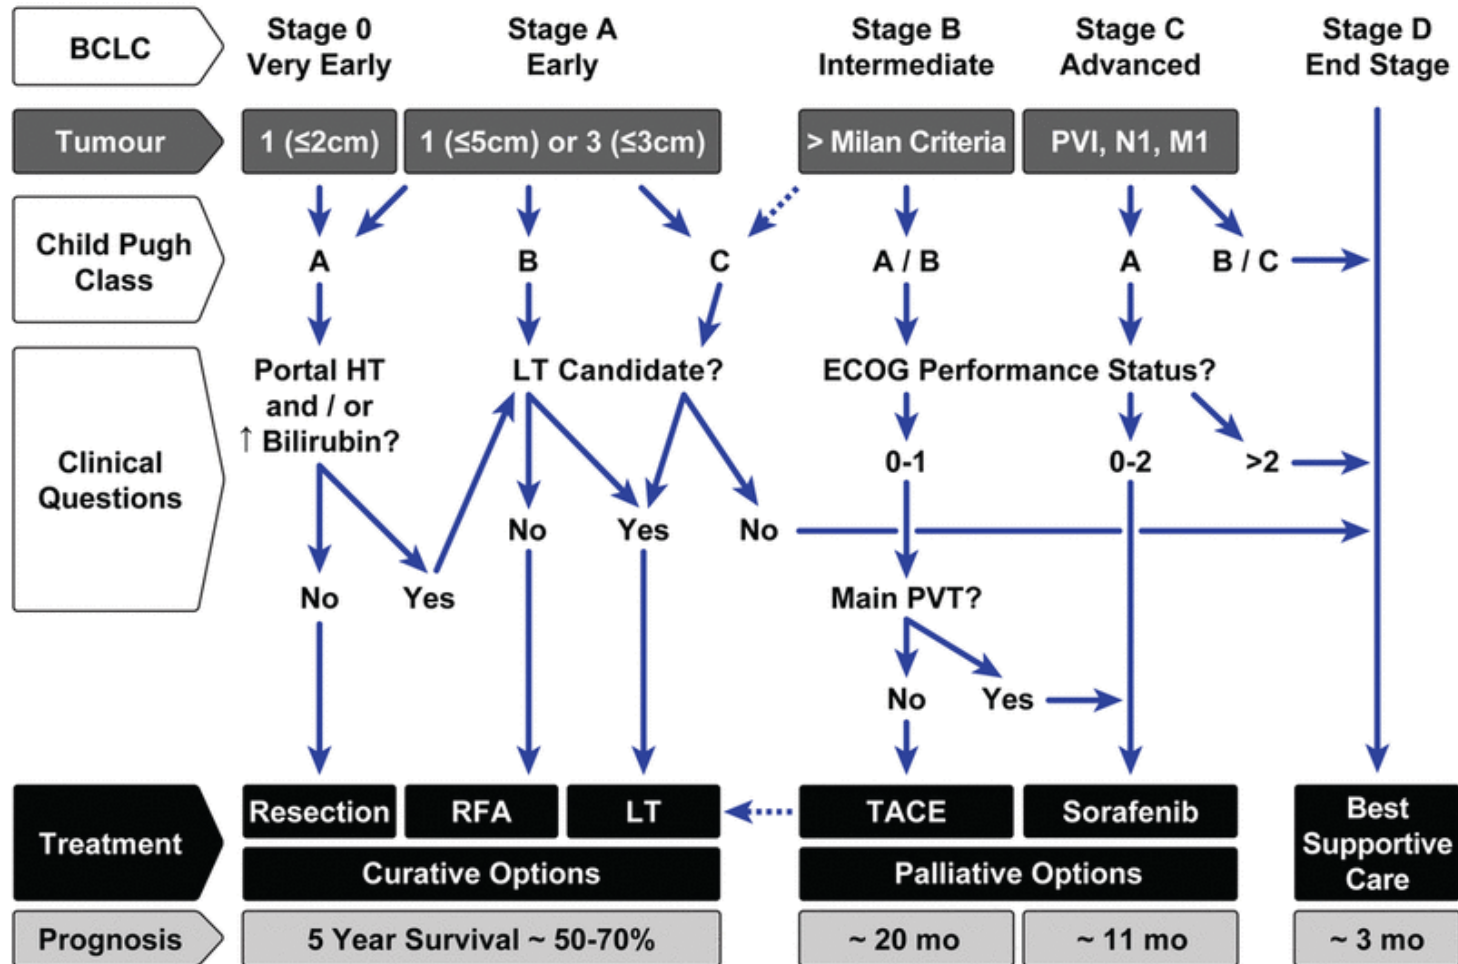 BCLC
Stage 0
Very Early
Stage A
Early
Stage B
Intermediate
Stage C
Advanced
Stage D
End Stage
Tumour
1 (≤2cm)
1 (≤5cm) or 3 (≤3cm)
> Milan Criteria
PVI, N1, M1
Child Pugh
Class
A
B
C
A / B
A
B / C
Clinical
Questions
Portal HT
and / or
↑ Bilirubin?
LT Candidate?
ECOG Performance Status?
0-1
0-2
>2
No
Yes
No
No
Yes
Main PVT?
No
Yes
Treatment
Resection
RFA
LT
TACE
Sorafenib
Best
Supportive
Care
Curative Options
Palliative Options
Prognosis
5 Year Survival ~ 50-70%
~ 20 mo
~ 11 mo
~ 3 mo